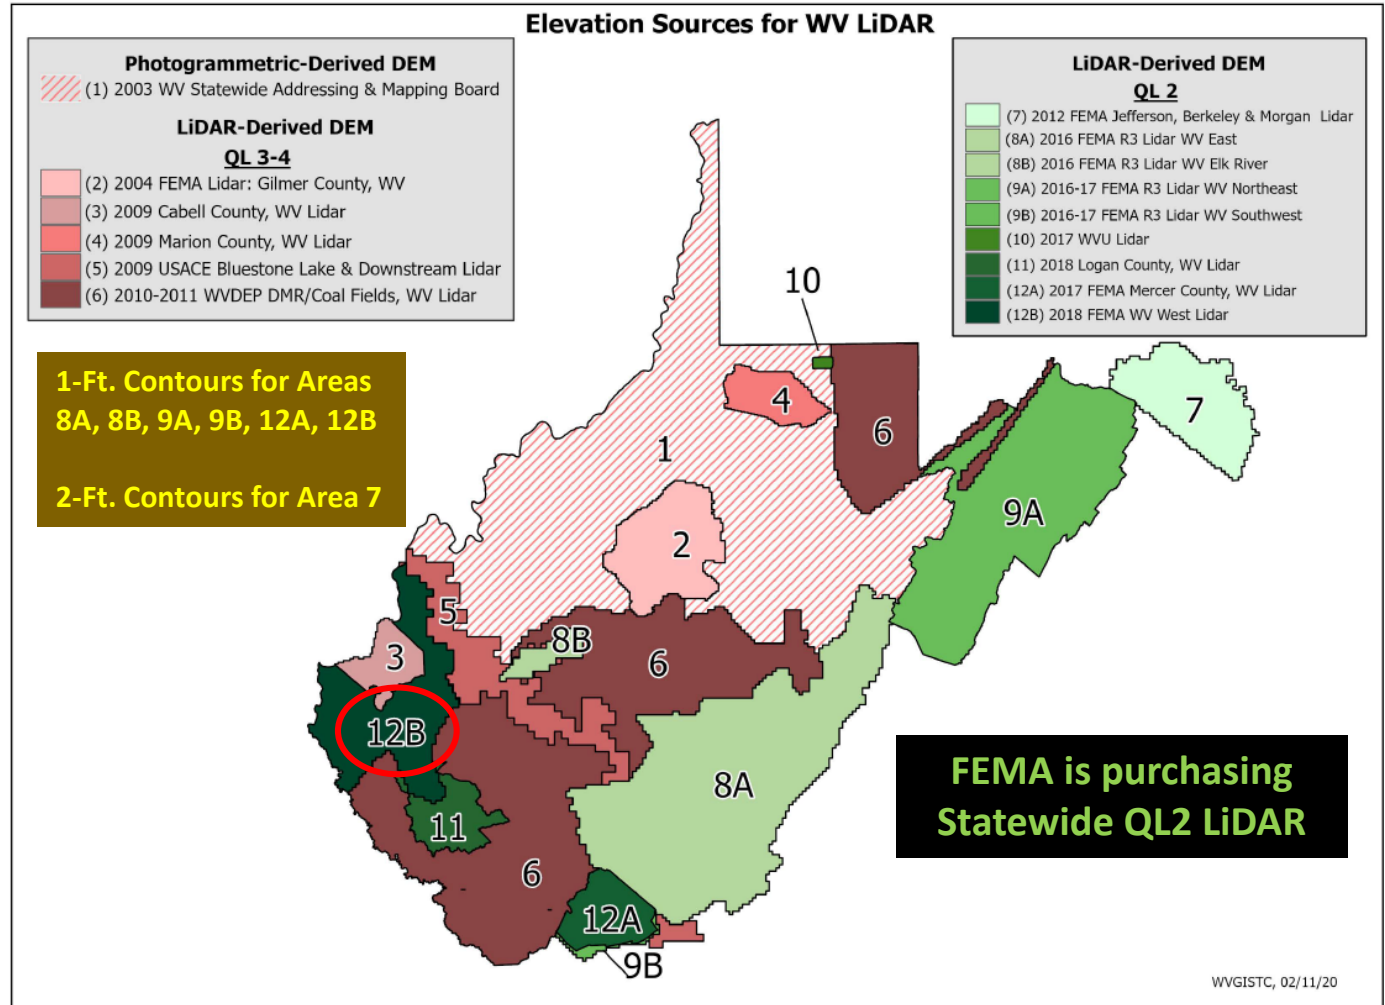 Elevation Sources for WV LiDAR
Photogrammetric-Derived DEM
(1) 2003 WV Statewide Addressing & Mapping Board
LiDAR-Derived DEM
QL 3-4
(2) 2004 FEMA Lidar: Gilmer County, WV
(3) 2009 Cabell County, WV Lidar
(4) 2009 Marion County, WV Lidar
(5) 2009 USACE Bluestone Lake & Downstream Lidar
(6) 2010-2011 WVDEP DMR/Coal Fields, WV Lidar
LiDAR-Derived DEM
QL 2
(7) 2012 FEMA Jefferson, Berkeley & Morgan Lidar
(8A) 2016 FEMA R3 Lidar WV East
(8B) 2016 FEMA R3 Lidar WV Elk River
(9A) 2016-17 FEMA R3 Lidar WV Northeast
(9B) 2016-17 FEMA R3 Lidar WV Southwest
(10) 2017 WVU Lidar
(11) 2018 Logan County, WV Lidar
(12A) 2017 FEMA Mercer County, WV Lidar
(12B) 2018 FEMA WV West Lidar
1-Ft. Contours for Areas
8A, 8B, 9A, 9B, 12A, 12B
2-Ft. Contours for Area 7
10
4
7
6
1
9A
2
5
8B
3
6
12B
8A
11
6
12A
9B
FEMA is purchasing
Statewide QL2 LiDAR
WVGISTC, 02/11/20